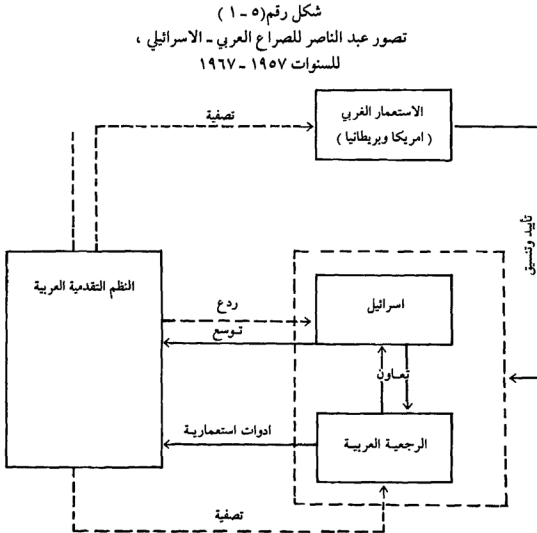 شكل رقم (٥ - ١)
تصور عبد الناصر للصراع العربي - الاسرائيلي ،
للسنوات ١٩٥٧ - ١٩٦٧
الاستعمار الغربي
( امريكا وبريطانيا )
تصفية
تأييد وتنسيق
النظم التقدمية العربية
اسرائيل
ردع
توسع
تعاون
الرجعية العربية
ادوات استعمارية
تصفية